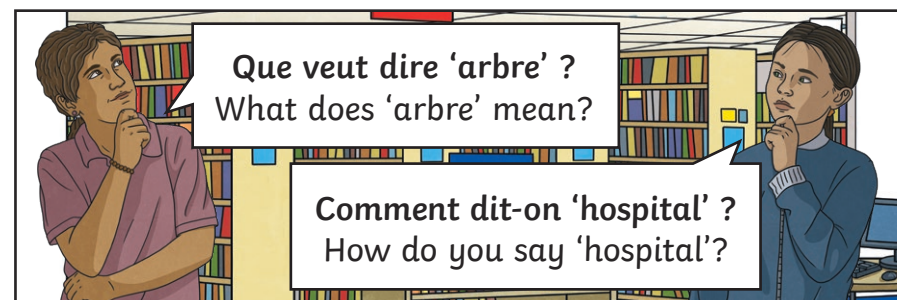 Que veut dire ‘arbre’ ?
What does ‘arbre’ mean?
Comment dit-on ‘hospital’ ?
How do you say ‘hospital’?